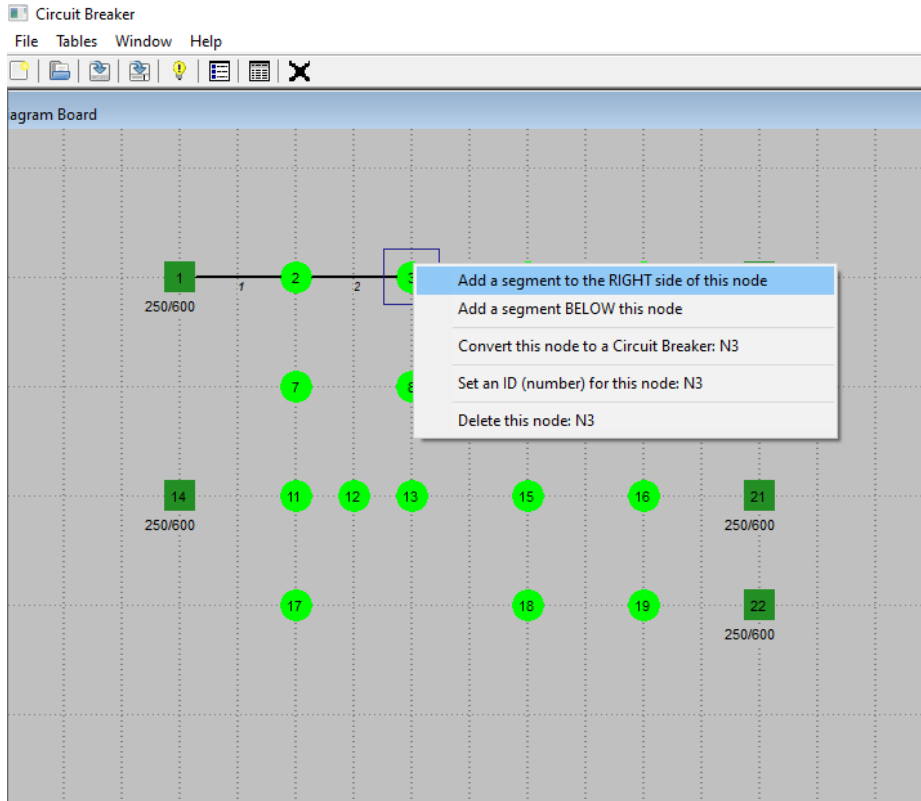 Circuit Breaker
File Tables Window Help
agram Board
1 1 2 2 3
250/600
Add a segment to the RIGHT side of this node
Add a segment BELOW this node
Convert this node to a Circuit Breaker: N3
Set an ID (number) for this node: N3
Delete this node: N3
7
14 11 12 13 15 16 21
250/600 250/600
17 18 19 22
250/600